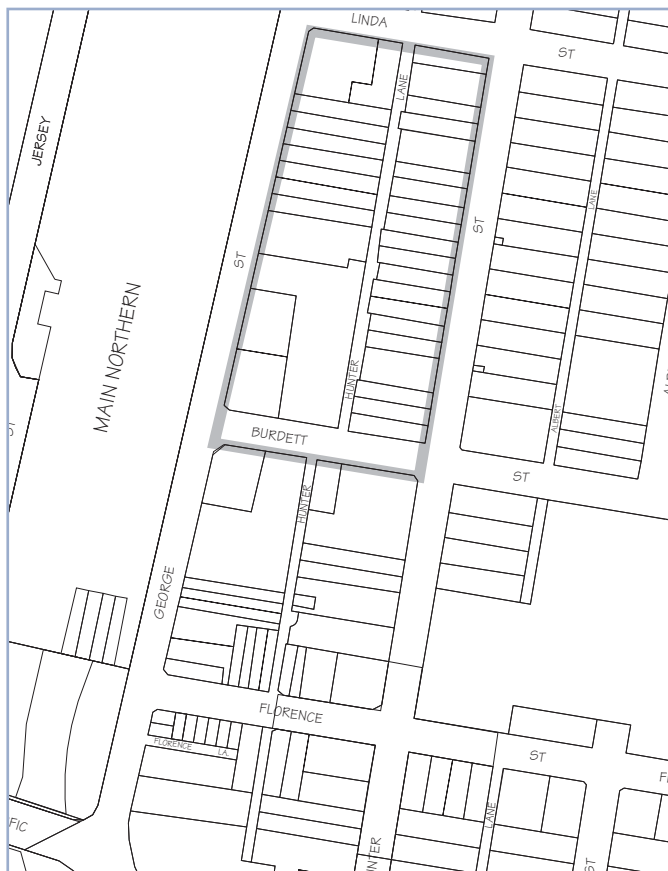 LINDA
ST
JERSEY
LANE
LANE
ST
ST
MAIN NORTHERN
HUNTER
ALBERT
BURDETT
ST
HUNTER
GEORGE
FLORENCE
FLORENCE LA.
ST
LANE
FIC
ST